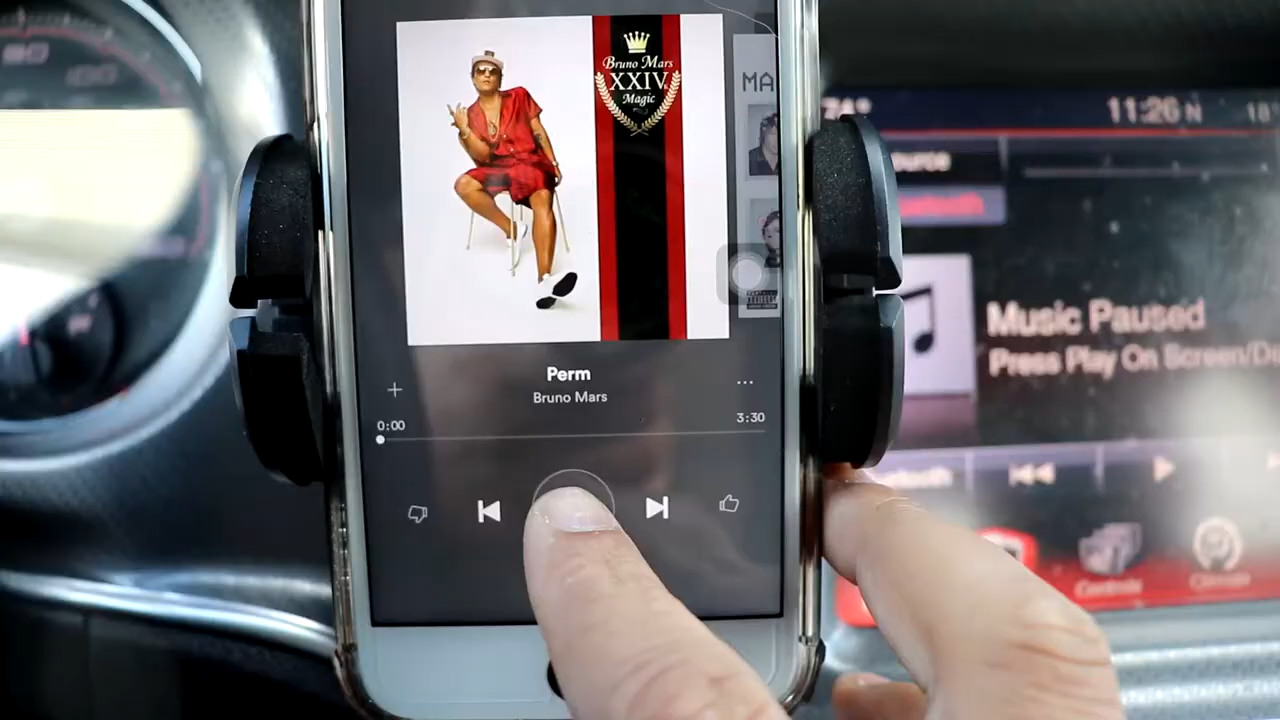 Bruno Mars
XXIV
Magic
MA
Perm
Bruno Mars
0:00
3:30
11:26
Music Paused
Press Play On Screen/De
Controls
Climate